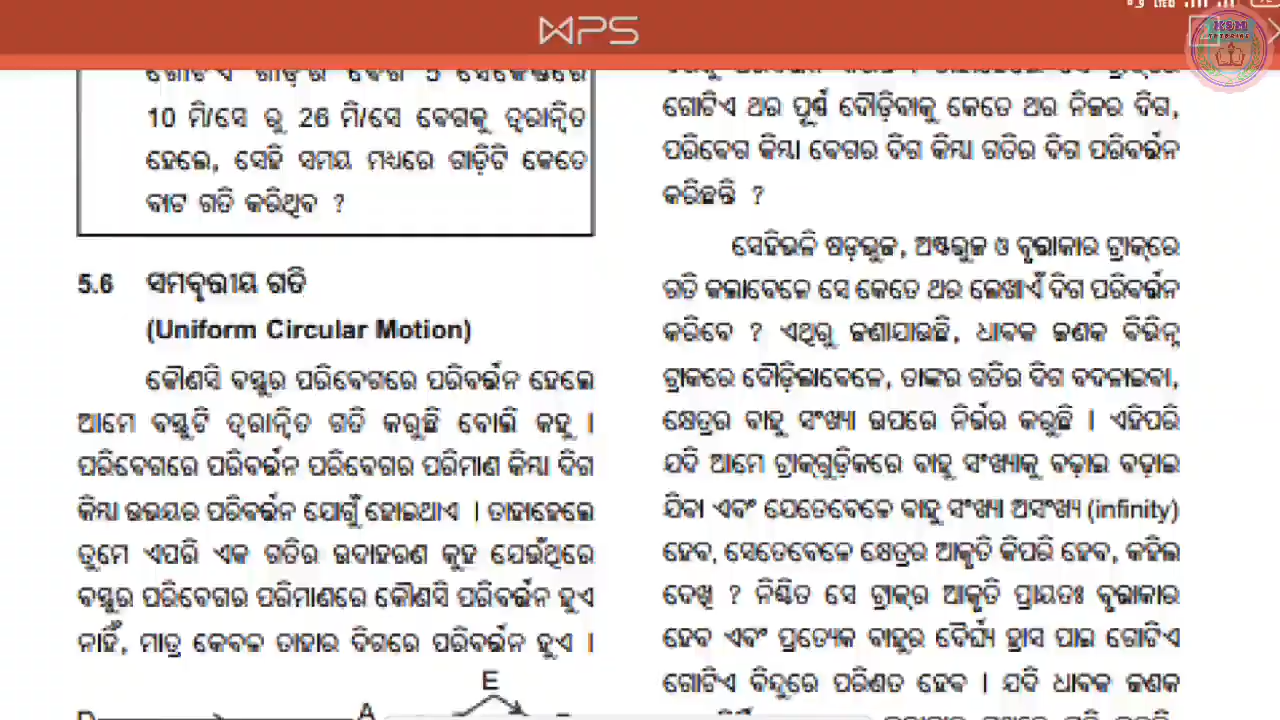 WPS
KSM
TUTORIAL
10 ମି/ସେ ରୁ 26 ମି/ସେ ବେଗକୁ ତ୍ୱରାନ୍ୱିତ
ହେଲେ, ସେହି ସମୟ ମଧ୍ୟରେ ଗାଡ଼ିଟି କେତେ
ବାଟ ଗତି କରିଥିବ ?
5.6 ସମବୃତ୍ତୀୟ ଗତି
(Uniform Circular Motion)
କୌଣସି ବସ୍ତୁର ପରିବେଗରେ ପରିବର୍ତ୍ତନ ହେଲେ
ଆମେ ବସ୍ତୁଟି ତ୍ୱରାନ୍ୱିତ ଗତି କରୁଛି ବୋଲି କହୁ ।
ପରିବେଗରେ ପରିବର୍ତ୍ତନ ପରିବେଗର ପରିମାଣ କିମ୍ବା ଦିଗ
କିମ୍ବା ଉଭୟର ପରିବର୍ତ୍ତନ ଯୋଗୁଁ ହୋଇଥାଏ । ତାହାହେଲେ
ତୁମେ ଏପରି ଏକ ଗତିର ଉଦାହରଣ କୁହ ଯେଉଁଥିରେ
ବସ୍ତୁର ପରିବେଗର ପରିମାଣରେ କୌଣସି ପରିବର୍ତ୍ତନ ହୁଏ
ନାହିଁ, ମାତ୍ର କେବଳ ତାହାର ଦିଗରେ ପରିବର୍ତ୍ତନ ହୁଏ ।
E
A
ଗୋଟିଏ ଥର ପୂର୍ଣ୍ଣ ଦୌଡ଼ିବାକୁ କେତେ ଥର ନିଜର ଦିଗ,
ପରିବେଗ କିମ୍ବା ବେଗର ଦିଗ କିମ୍ବା ଗତିର ଦିଗ ପରିବର୍ତ୍ତନ
କରିଛନ୍ତି ?
ସେହିଭଳି ଷଡ଼ଭୁଜ, ଅଷ୍ଟଭୁଜ ଓ ବୃତ୍ତାକାର ଟ୍ରାକ୍‌ରେ
ଗତି କଲାବେଳେ ସେ କେତେ ଥର ଲେଖାଏଁ ଦିଗ ପରିବର୍ତ୍ତନ
କରିବେ ? ଏଥିରୁ ଜଣାଯାଉଛି, ଧାବକ ଜଣକ ବିଭିନ୍ନ
ଟ୍ରାକରେ ଦୌଡ଼ିଲାବେଳେ, ତାଙ୍କର ଗତିର ଦିଗ ବଦଳାଇବା,
କ୍ଷେତ୍ରର ବାହୁ ସଂଖ୍ୟା ଉପରେ ନିର୍ଭର କରୁଛି । ଏହିପରି
ଯଦି ଆମେ ଟ୍ରାକ୍‌ଗୁଡ଼ିକରେ ବାହୁ ସଂଖ୍ୟାକୁ ବଢ଼ାଇ ବଢ଼ାଇ
ଯିବା ଏବଂ ଯେତେବେଳେ ବାହୁ ସଂଖ୍ୟା ଅସଂଖ୍ୟ (infinity)
ହେବ, ସେତେବେଳେ କ୍ଷେତ୍ରର ଆକୃତି କିପରି ହେବ, କହିଲ
ଦେଖି ? ନିଶ୍ଚିତ ସେ ଟ୍ରାକ୍‌ର ଆକୃତି ପ୍ରାୟତଃ ବୃତ୍ତାକାର
ହେବ ଏବଂ ପ୍ରତ୍ୟେକ ବାହୁର ଦୈର୍ଘ୍ୟ ହ୍ରାସ ପାଇ ଗୋଟିଏ
ଗୋଟିଏ ବିନ୍ଦୁରେ ପରିଣତ ହେବ । ଯଦି ଧାବକ ଜଣକ